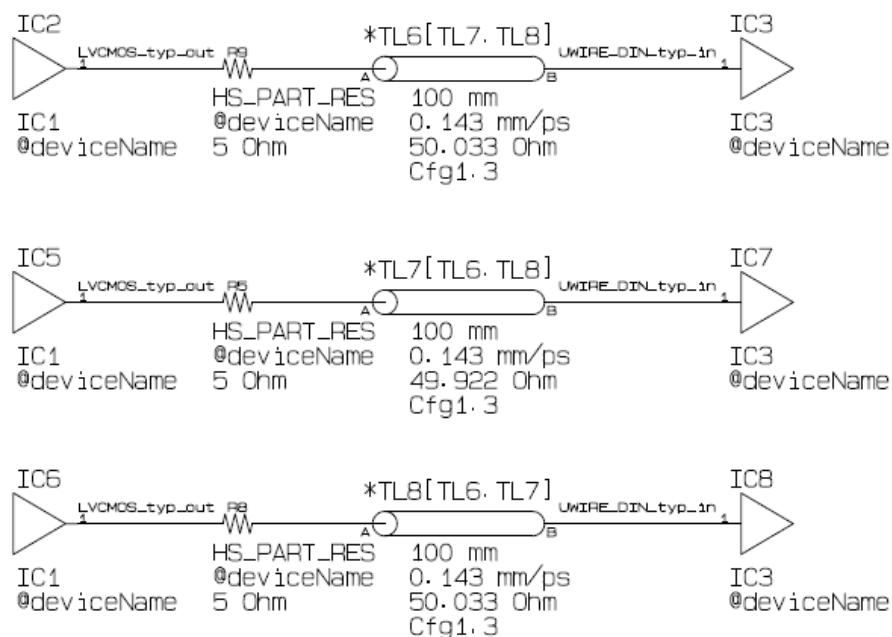 IC2
LVCMOS_typ_out
1
R9
*TL6[TL7, TL8]
A
B
UWIRE_DIN_typ_in
1
IC3
HS_PART_RES
100 mm
IC1
@deviceName
0.143 mm/ps
IC3
@deviceName
5 Ohm
50.033 Ohm
@deviceName
Cfg1.3
IC5
LVCMOS_typ_out
1
R5
*TL7[TL6, TL8]
A
B
UWIRE_DIN_typ_in
1
IC7
HS_PART_RES
100 mm
IC1
@deviceName
0.143 mm/ps
IC3
@deviceName
5 Ohm
49.922 Ohm
@deviceName
Cfg1.3
IC6
LVCMOS_typ_out
1
R8
*TL8[TL6, TL7]
A
B
UWIRE_DIN_typ_in
1
IC8
HS_PART_RES
100 mm
IC1
@deviceName
0.143 mm/ps
IC3
@deviceName
5 Ohm
50.033 Ohm
@deviceName
Cfg1.3